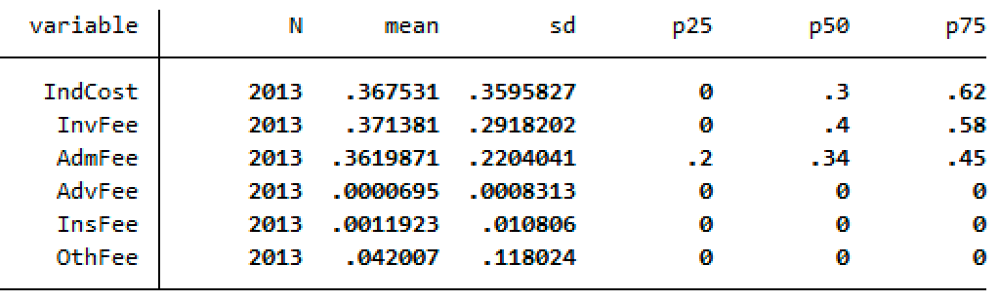 variable N mean sd p25 p50 p75
IndCost 2013 .367531 .3595827 0 .3 .62
InvFee 2013 .371381 .2918202 0 .4 .58
AdmFee 2013 .3619871 .2204041 .2 .34 .45
AdvFee 2013 .0000695 .0008313 0 0 0
InsFee 2013 .0011923 .010806 0 0 0
OthFee 2013 .042007 .118024 0 0 0